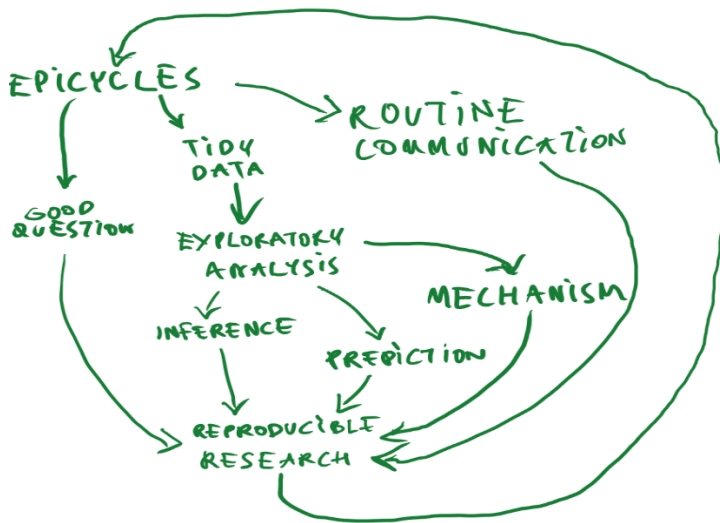 EPiCYCLES
ROUTINE
COMMUNICATION
TiDY
DATA
GOOD
QUESTION
EXPLORATORY
ANALYSiS
MECHANiSM
INFERENCE
PREDICTION
REPRODUCiBLE
RESEARCH